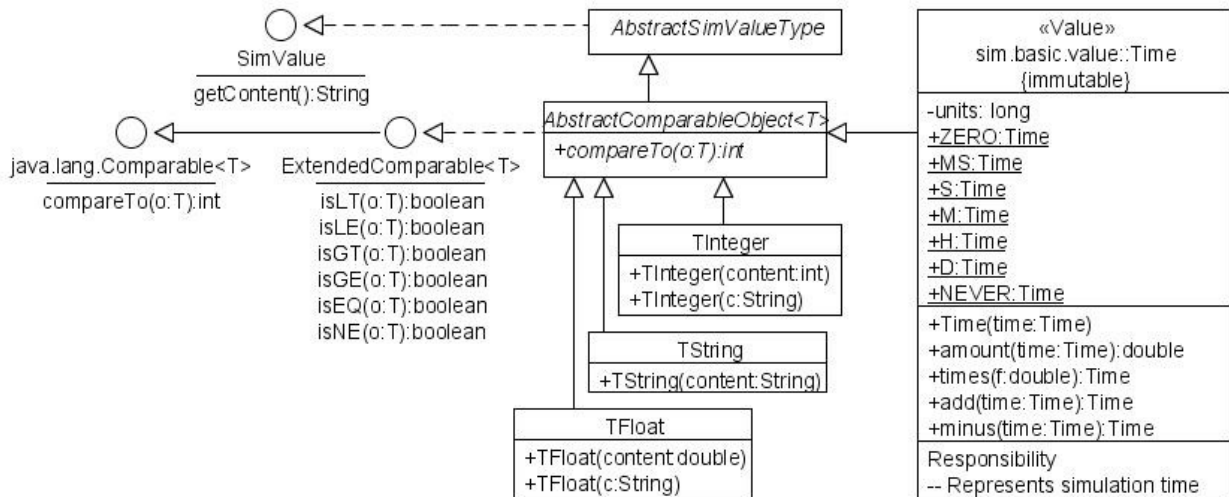 SimValue
getContent():String
java.lang.Comparable<T>
compareTo(o:T):int
ExtendedComparable<T>
isLT(o:T):boolean
isLE(o:T):boolean
isGT(o:T):boolean
isGE(o:T):boolean
isEQ(o:T):boolean
isNE(o:T):boolean
AbstractSimValueType
AbstractComparableObject<T>
+compareTo(o:T):int
TInteger
+TInteger(content:int)
+TInteger(c:String)
TString
+TString(content:String)
TFloat
+TFloat(content:double)
+TFloat(c:String)
«Value»
sim.basic.value::Time
{immutable}
-units: long
+ZERO:Time
+MS:Time
+S:Time
+M:Time
+H:Time
+D:Time
+NEVER:Time
+Time(time:Time)
+amount(time:Time):double
+times(f:double):Time
+add(time:Time):Time
+minus(time:Time):Time
Responsibility
-- Represents simulation time